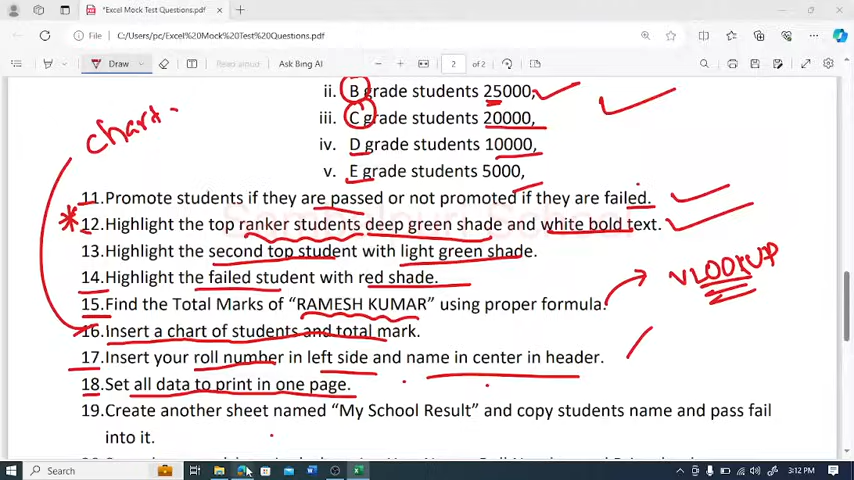 *Excel Mock Test Questions.pdf
File C:/Users/pc/Excel%20Mock%20Test%20Questions.pdf
Draw Read aloud Ask Bing AI 2 of 2
ii. B grade students 25000,
chart
iii. C grade students 20000,
iv. D grade students 10000,
v. E grade students 5000,
11.Promote students if they are passed or not promoted if they are failed.
*
12.Highlight the top ranker students deep green shade and white bold text.
13.Highlight the second top student with light green shade.
VLOOKUP
14.Highlight the failed student with red shade.
15.Find the Total Marks of “RAMESH KUMAR” using proper formula.
16.Insert a chart of students and total mark.
17.Insert your roll number in left side and name in center in header.
18.Set all data to print in one page.
19.Create another sheet named “My School Result” and copy students name and pass fail
into it.
Search
3:12 PM